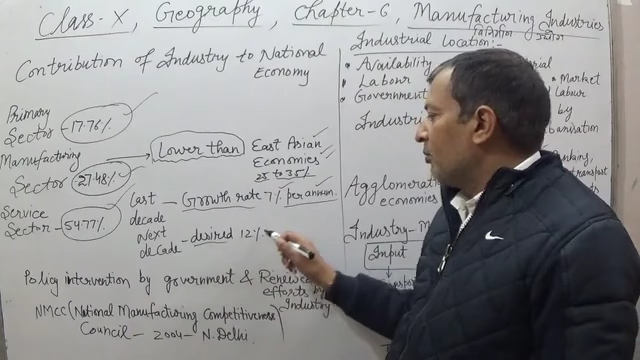 Class-X, Geography, Chapter-6, Manufacturing Industries
विनिर्माण उद्योग
Contribution of Industry to National
Economy
Primary
Sector - 17.76%
Manufacturing
Sector 27.48%
Service
Sector - 54.77%
Lower than
East Asian
Economies
25 to 35%
Last
decade - Growth rate 7% per annum.
Next
decade - desired 12%
Policy intervention by government & Renewed
efforts by
Industry
NMCC (National Manufacturing Competitiveness
Council - 2004 - N. Delhi.
Industrial Location:-
• Availability
• Labour
• Government
• Market
Labour
by
Agglomeration
economies
Industry-
Input